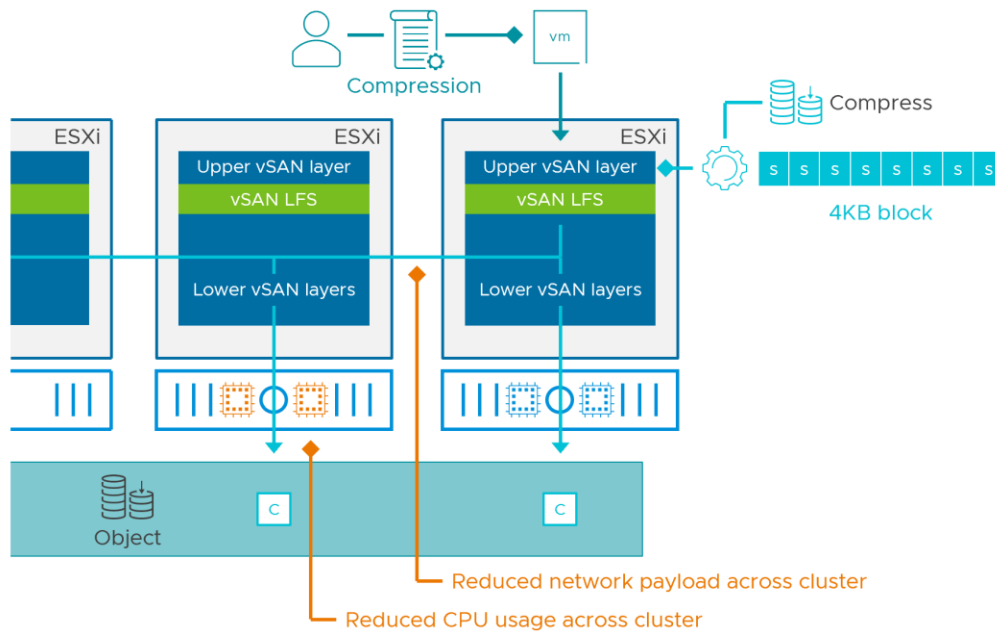 vm
Compression
Compress
ESXi
ESXi
Upper vSAN layer
Upper vSAN layer
s s s s s s s s
vSAN LFS
vSAN LFS
4KB block
Lower vSAN layers
Lower vSAN layers
C
C
Object
Reduced network payload across cluster
Reduced CPU usage across cluster